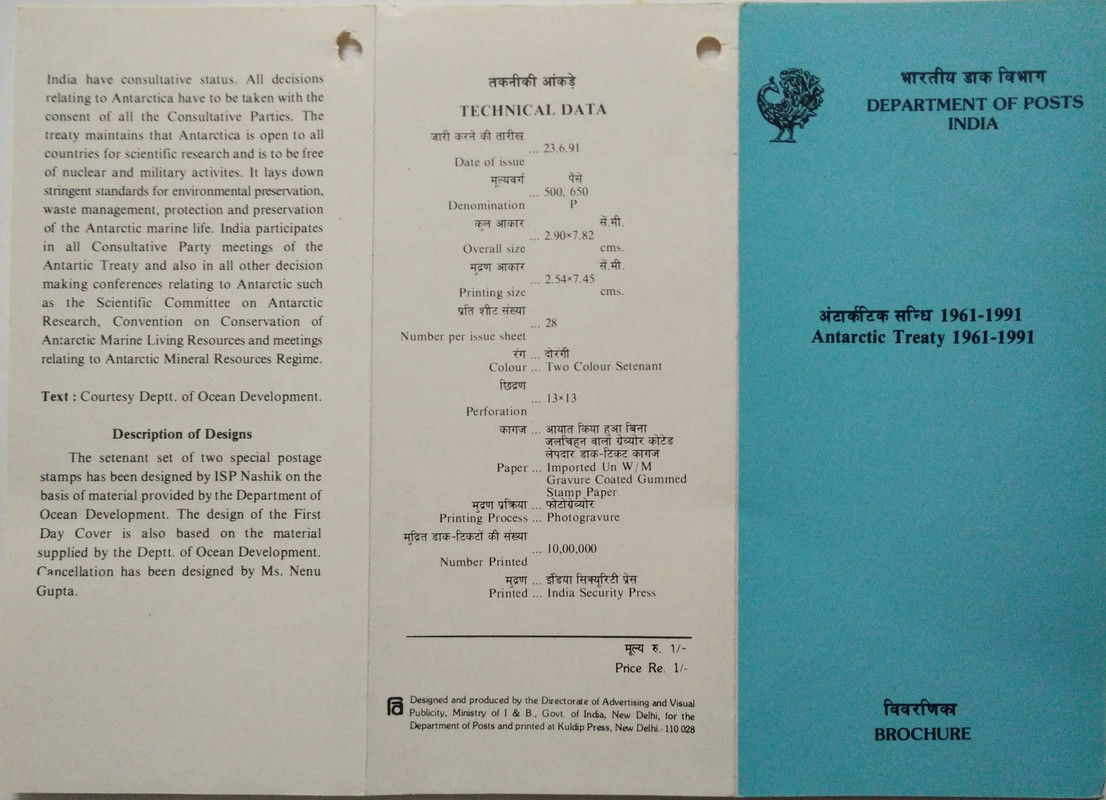 India have consultative status. All decisions
relating to Antarctica have to be taken with the
consent of all the Consultative Parties. The
treaty maintains that Antarctica is open to all
countries for scientific research and is to be free
of nuclear and military activites. It lays down
stringent standards for environmental preservation,
waste management, protection and preservation
of the Antarctic marine life. India participates
in all Consultative Party meetings of the
Antartic Treaty and also in all other decision
making conferences relating to Antarctic such
as the Scientific Committee on Antarctic
Research, Convention on Conservation of
Antarctic Marine Living Resources and meetings
relating to Antarctic Mineral Resources Regime.
Text : Courtesy Deptt. of Ocean Development.
Description of Designs
The setenant set of two special postage
stamps has been designed by ISP Nashik on the
basis of material provided by the Department of
Ocean Development. The design of the First
Day Cover is also based on the material
supplied by the Deptt. of Ocean Development.
Cancellation has been designed by Ms. Nenu
Gupta.
तकनीकी आंकड़े
TECHNICAL DATA
जारी करने की तारीख
... 23.6.91
Date of issue
मूल्यवर्ग पैसे
... 500, 650
Denomination P
कुल आकार सें.मी.
... 2.90×7.82
Overall size cms.
मुद्रण आकार सें.मी.
... 2.54×7.45
Printing size cms.
प्रति शीट संख्या
... 28
Number per issue sheet
रंग ... दोरंगी
Colour ... Two Colour Setenant
छिद्रण
... 13×13
Perforation
कागज ... आयात किया हुआ बिना
जलचिहन वाला ग्रेव्योर कोटेड
लेपदार डाक-टिकट कागज
Paper ... Imported Un W/M
Gravure Coated Gummed
Stamp Paper
मुद्रण प्रक्रिया ... फोटोग्रेव्योर
Printing Process ... Photogravure
मुद्रित डाक-टिकटों की संख्या
... 10,00,000
Number Printed
मुद्रण ... इंडिया सिक्यूरिटी प्रेस
Printed ... India Security Press
मूल्य रु. 1/-
Price Re. 1/-
Designed and produced by the Directorate of Advertising and Visual
Publicity, Ministry of I & B., Govt. of India, New Delhi, for the
Department of Posts and printed at Kuldip Press, New Delhi.-110 028
भारतीय डाक विभाग
DEPARTMENT OF POSTS
INDIA
अंटार्कटिक सन्धि 1961-1991
Antarctic Treaty 1961-1991
विवरणिका
BROCHURE